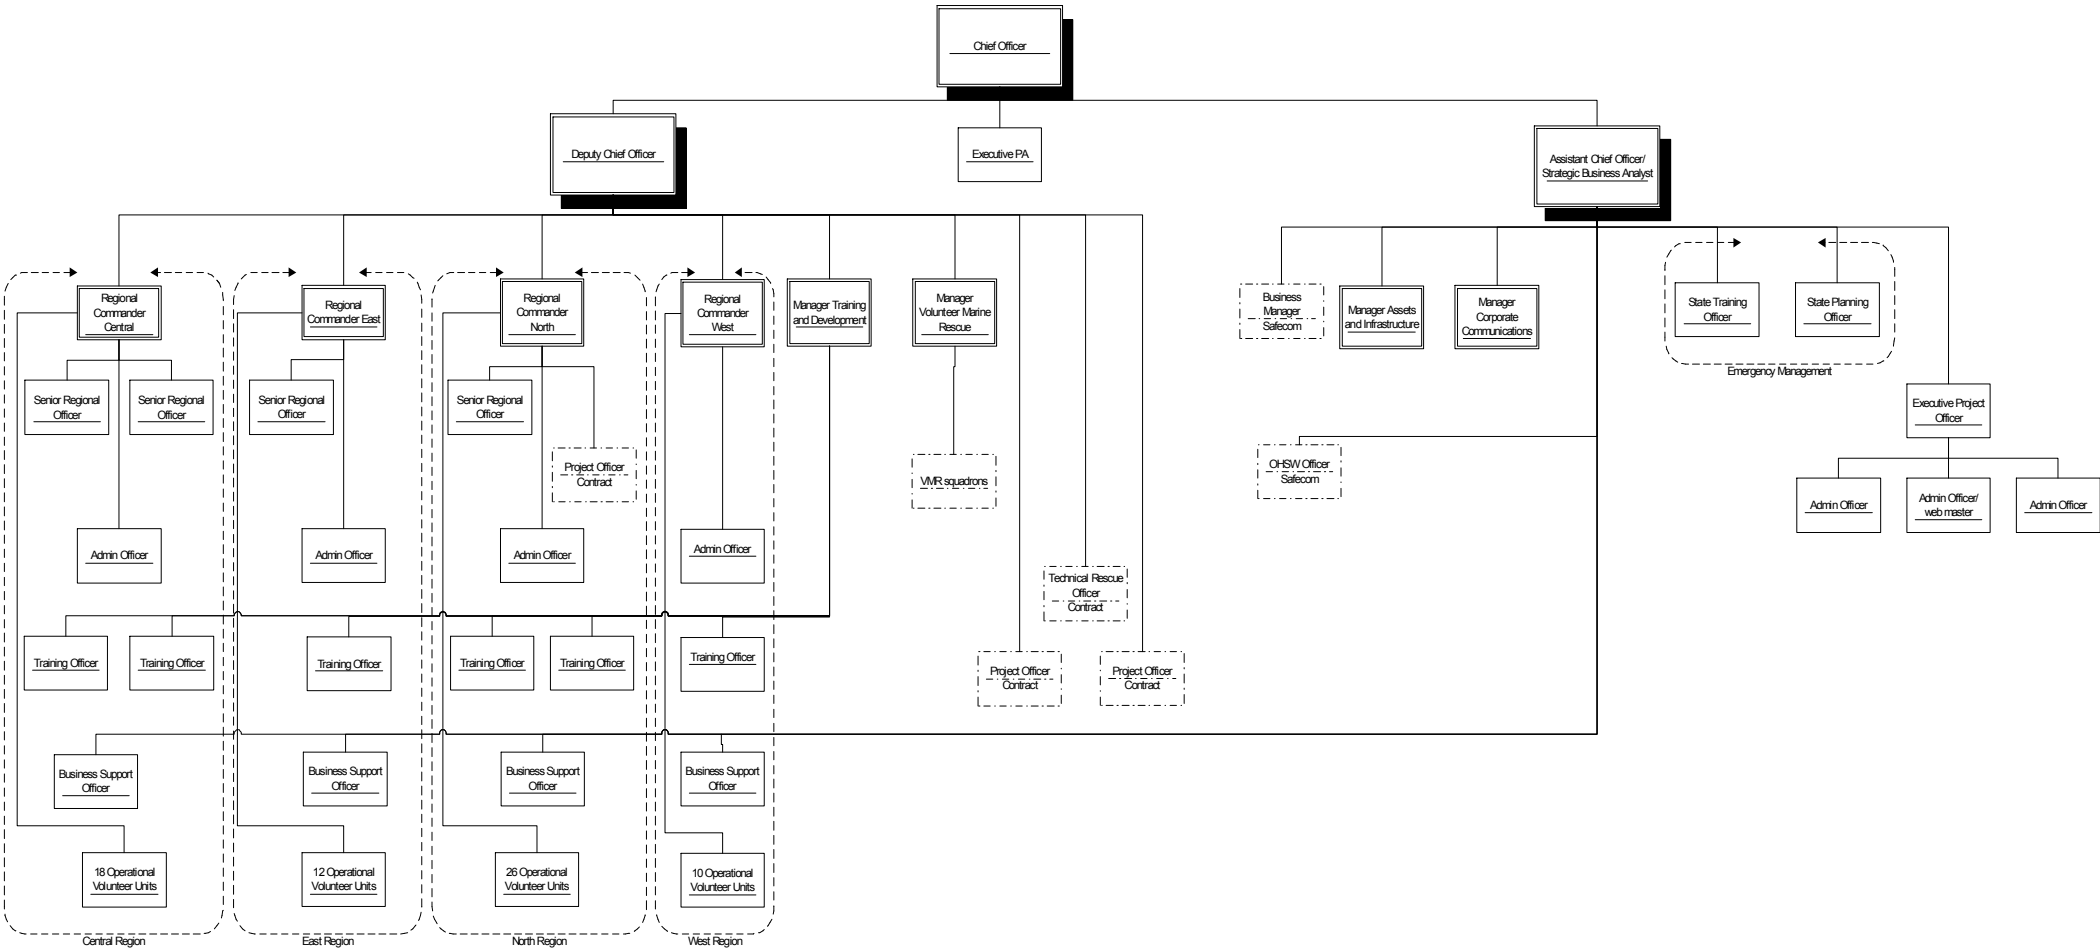 Chief Officer
Deputy Chief Officer
Executive PA
Assistant Chief Officer/
Strategic Business Analyst
Regional
Commander
Central
Regional
Commander East
Regional
Commander
North
Regional
Commander
West
Manager Training
and Development
Manager
Volunteer Marine
Rescue
Business
Manager
Safecom
Manager Assets
and Infrastructure
Manager
Corporate
Communications
State Training
Officer
State Planning
Officer
Emergency Management
Senior Regional
Officer
Senior Regional
Officer
Senior Regional
Officer
Senior Regional
Officer
Executive Project
Officer
Project Officer
Contract
VMR squadrons
OHSW Officer
Safecom
Admin Officer
Admin Officer/
web master
Admin Officer
Admin Officer
Admin Officer
Admin Officer
Admin Officer
Technical Rescue
Officer
Contract
Training Officer
Training Officer
Training Officer
Training Officer
Training Officer
Training Officer
Project Officer
Contract
Project Officer
Contract
Business Support
Officer
Business Support
Officer
Business Support
Officer
Business Support
Officer
18 Operational
Volunteer Units
12 Operational
Volunteer Units
26 Operational
Volunteer Units
10 Operational
Volunteer Units
Central Region
East Region
North Region
West Region